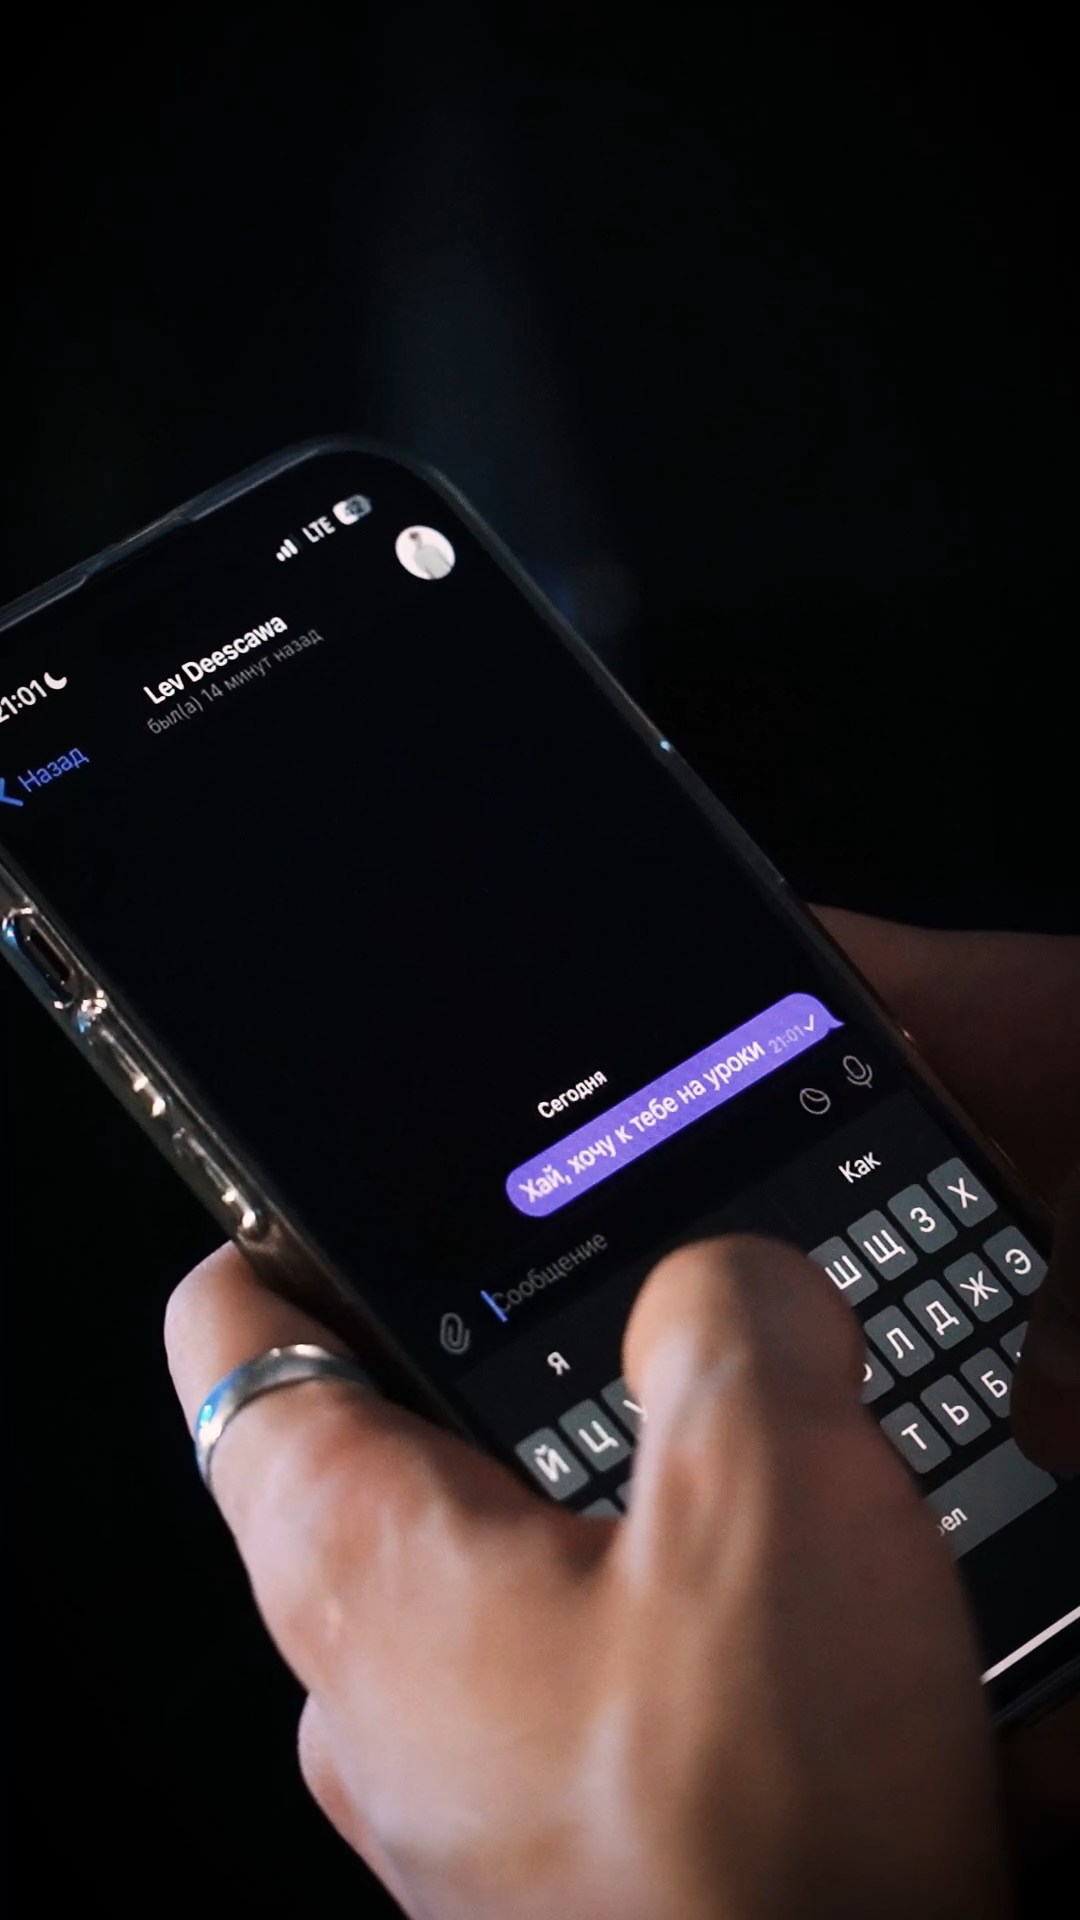 21:01
LTE
Lev Deescawa
был(а) 14 минут назад
Назад
Сегодня
Хай, хочу к тебе на уроки 21:01
Сообщение
Я
Как
Й Ц У Ш Щ З Х
Л Д Ж Э
Т Ь Б